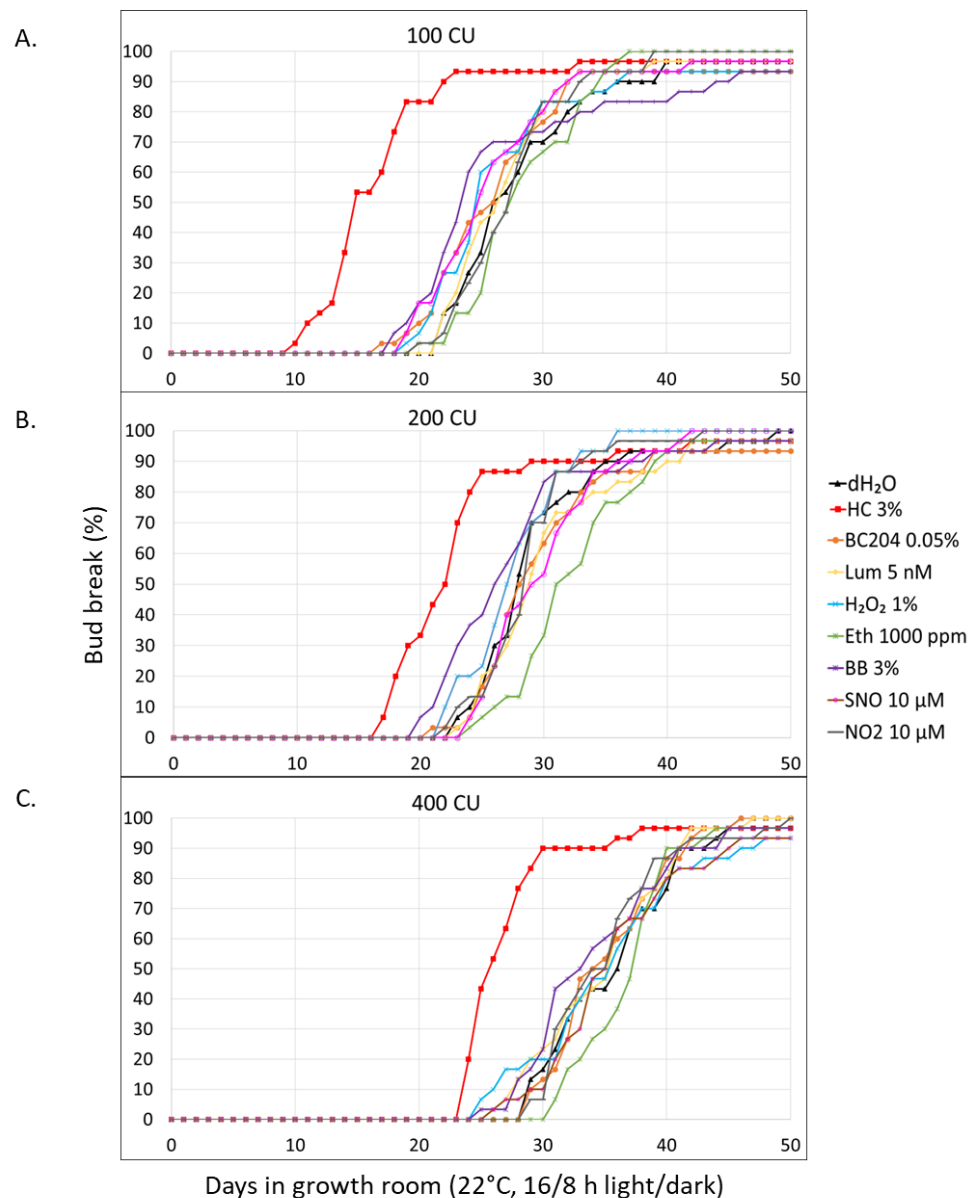 A.
100 CU
100
90
80
70
60
50
40
30
20
10
0
0 10 20 30 40 50
B.
200 CU
100
90
80
70
60
50
40
30
20
10
0
0 10 20 30 40 50
C.
400 CU
100
90
80
70
60
50
40
30
20
10
0
0 10 20 30 40 50
Bud break (%)
Days in growth room (22°C, 16/8 h light/dark)
dH₂O
HC 3%
BC204 0.05%
Lum 5 nM
H₂O₂ 1%
Eth 1000 ppm
BB 3%
SNO 10 µM
NO2 10 µM